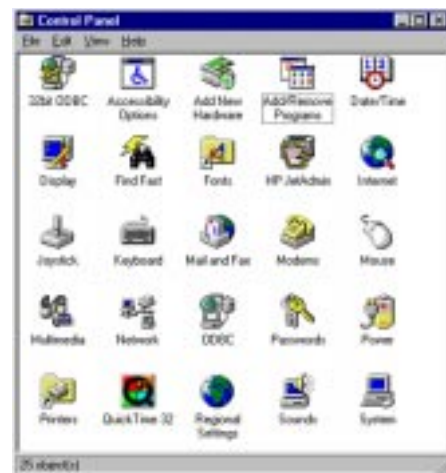 Control Panel
File Edit View Help
32bit ODBC Accessibility Options Add New Hardware Add/Remove Programs Date/Time
Display Find Fast Fonts HP JetAdmin Internet
Joystick Keyboard Mail and Fax Modems Mouse
Multimedia Network ODBC Passwords Power
Printers QuickTime 32 Regional Settings Sounds System
25 object(s)